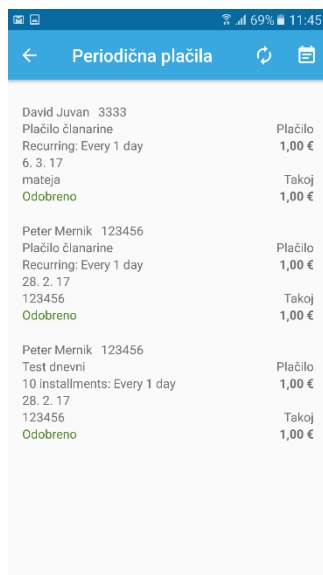 69% 11:45
Periodična plačila
David Juvan 3333
Plačilo članarine Plačilo
Recurring: Every 1 day 1,00 €
6. 3. 17
mateja Takoj
Odobreno 1,00 €
Peter Mernik 123456
Plačilo članarine Plačilo
Recurring: Every 1 day 1,00 €
28. 2. 17
123456 Takoj
Odobreno 1,00 €
Peter Mernik 123456
Test dnevni Plačilo
10 installments: Every 1 day 1,00 €
28. 2. 17
123456 Takoj
Odobreno 1,00 €